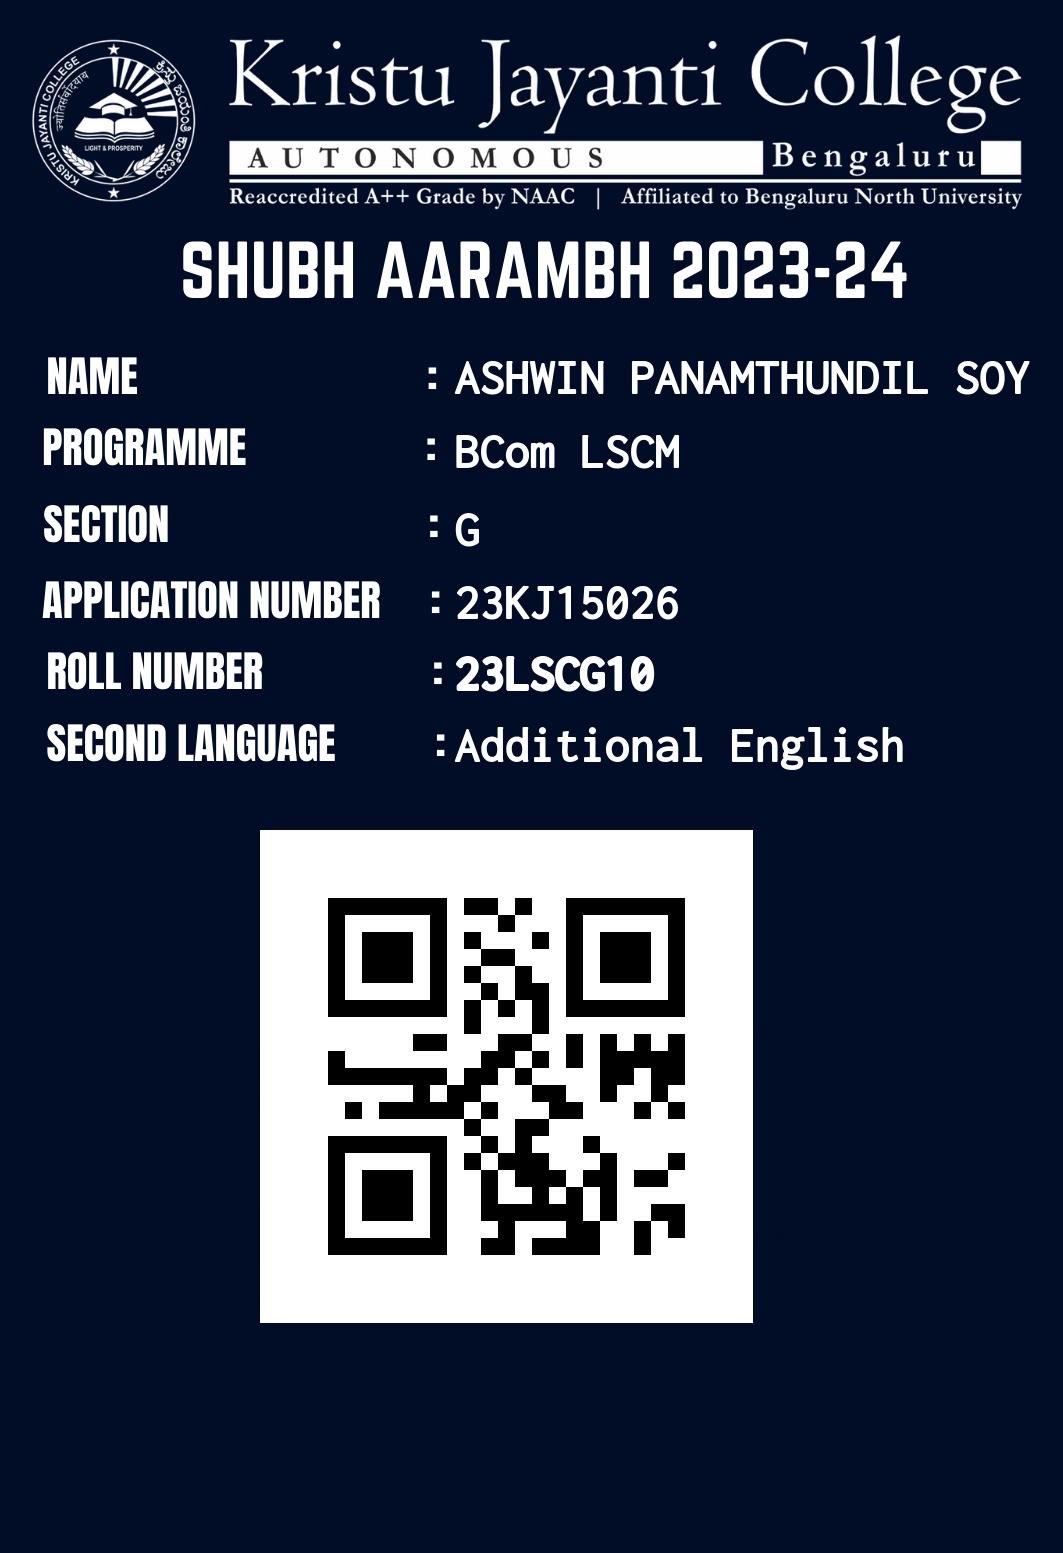 KRISTU JAYANTI COLLEGE
ಕ್ರಿಸ್ತು ಜಯಂತಿ ಕಾಲೇಜು
LIGHT & PROSPERITY
Kristu Jayanti College
AUTONOMOUS Bengaluru
Reaccredited A++ Grade by NAAC | Affiliated to Bengaluru North University
SHUBH AARAMBH 2023-24
NAME : ASHWIN PANAMTHUNDIL SOY
PROGRAMME : BCom LSCM
SECTION : G
APPLICATION NUMBER : 23KJ15026
ROLL NUMBER : 23LSCG10
SECOND LANGUAGE : Additional English